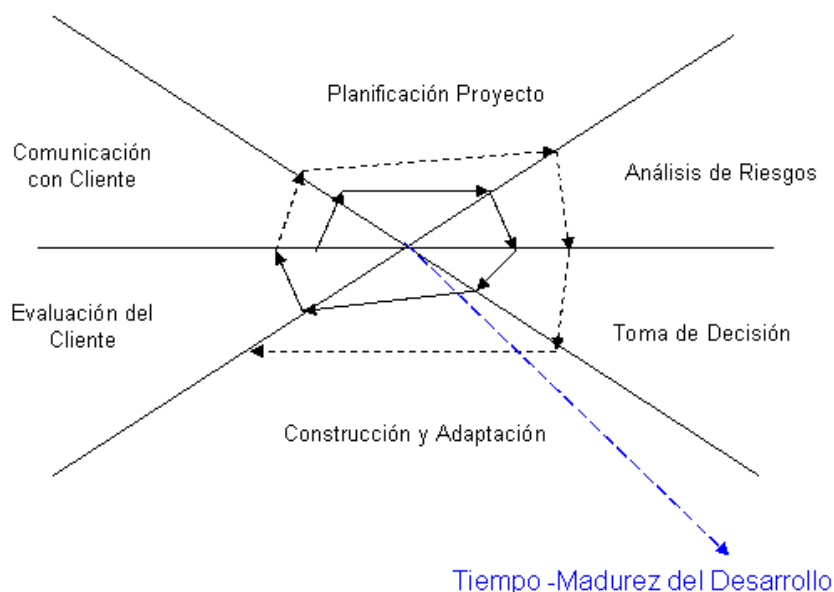 Planificación Proyecto
Comunicación
con Cliente
Análisis de Riesgos
Evaluación del
Cliente
Toma de Decisión
Construcción y Adaptación
Tiempo -Madurez del Desarrollo